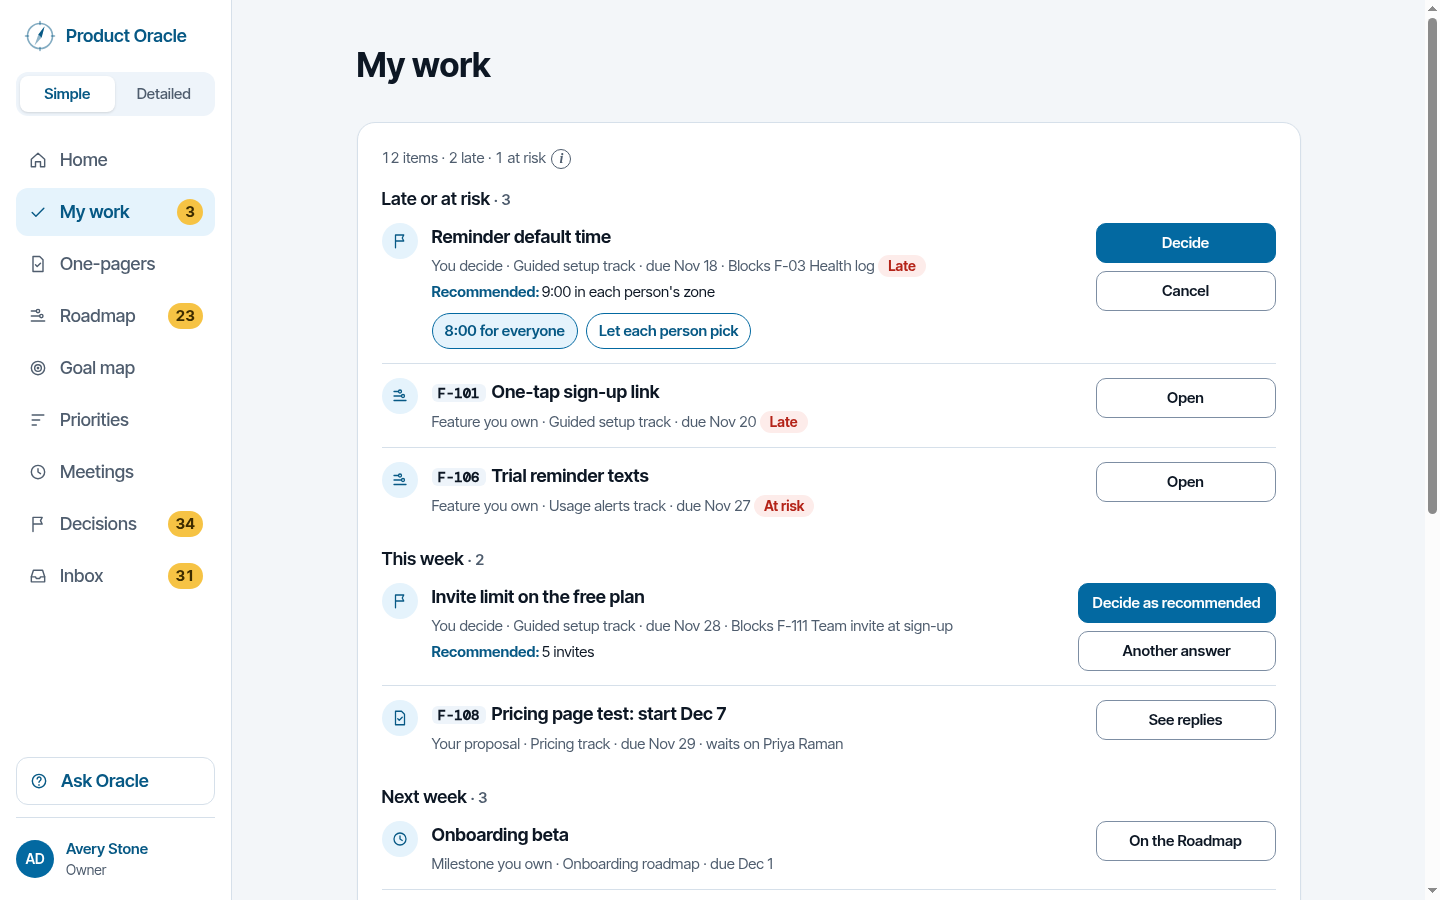 Product Oracle
Simple
Detailed
Home
My work 3
One-pagers
Roadmap 23
Goal map
Priorities
Meetings
Decisions 34
Inbox 31
Ask Oracle
AD
Avery Stone
Owner
My work
12 items · 2 late · 1 at risk i
Late or at risk · 3
Reminder default time
You decide · Guided setup track · due Nov 18 · Blocks F-03 Health log Late
Recommended: 9:00 in each person's zone
8:00 for everyone
Let each person pick
Decide
Cancel
F-101 One-tap sign-up link
Feature you own · Guided setup track · due Nov 20 Late
Open
F-106 Trial reminder texts
Feature you own · Usage alerts track · due Nov 27 At risk
Open
This week · 2
Invite limit on the free plan
You decide · Guided setup track · due Nov 28 · Blocks F-111 Team invite at sign-up
Recommended: 5 invites
Decide as recommended
Another answer
F-108 Pricing page test: start Dec 7
Your proposal · Pricing track · due Nov 29 · waits on Priya Raman
See replies
Next week · 3
Onboarding beta
Milestone you own · Onboarding roadmap · due Dec 1
On the Roadmap